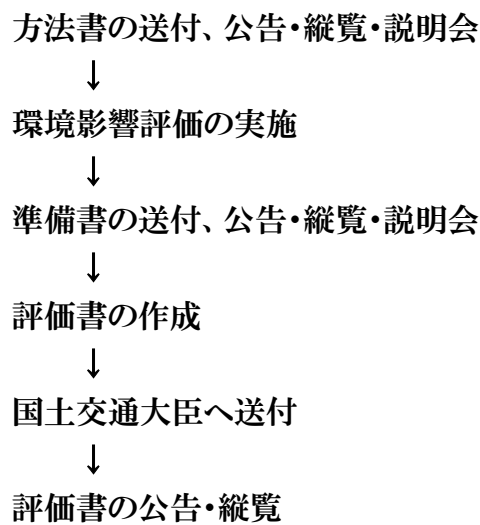 方法書の送付、公告・縦覧・説明会
↓
環境影響評価の実施
↓
準備書の送付、公告・縦覧・説明会
↓
評価書の作成
↓
国土交通大臣へ送付
↓
評価書の公告・縦覧